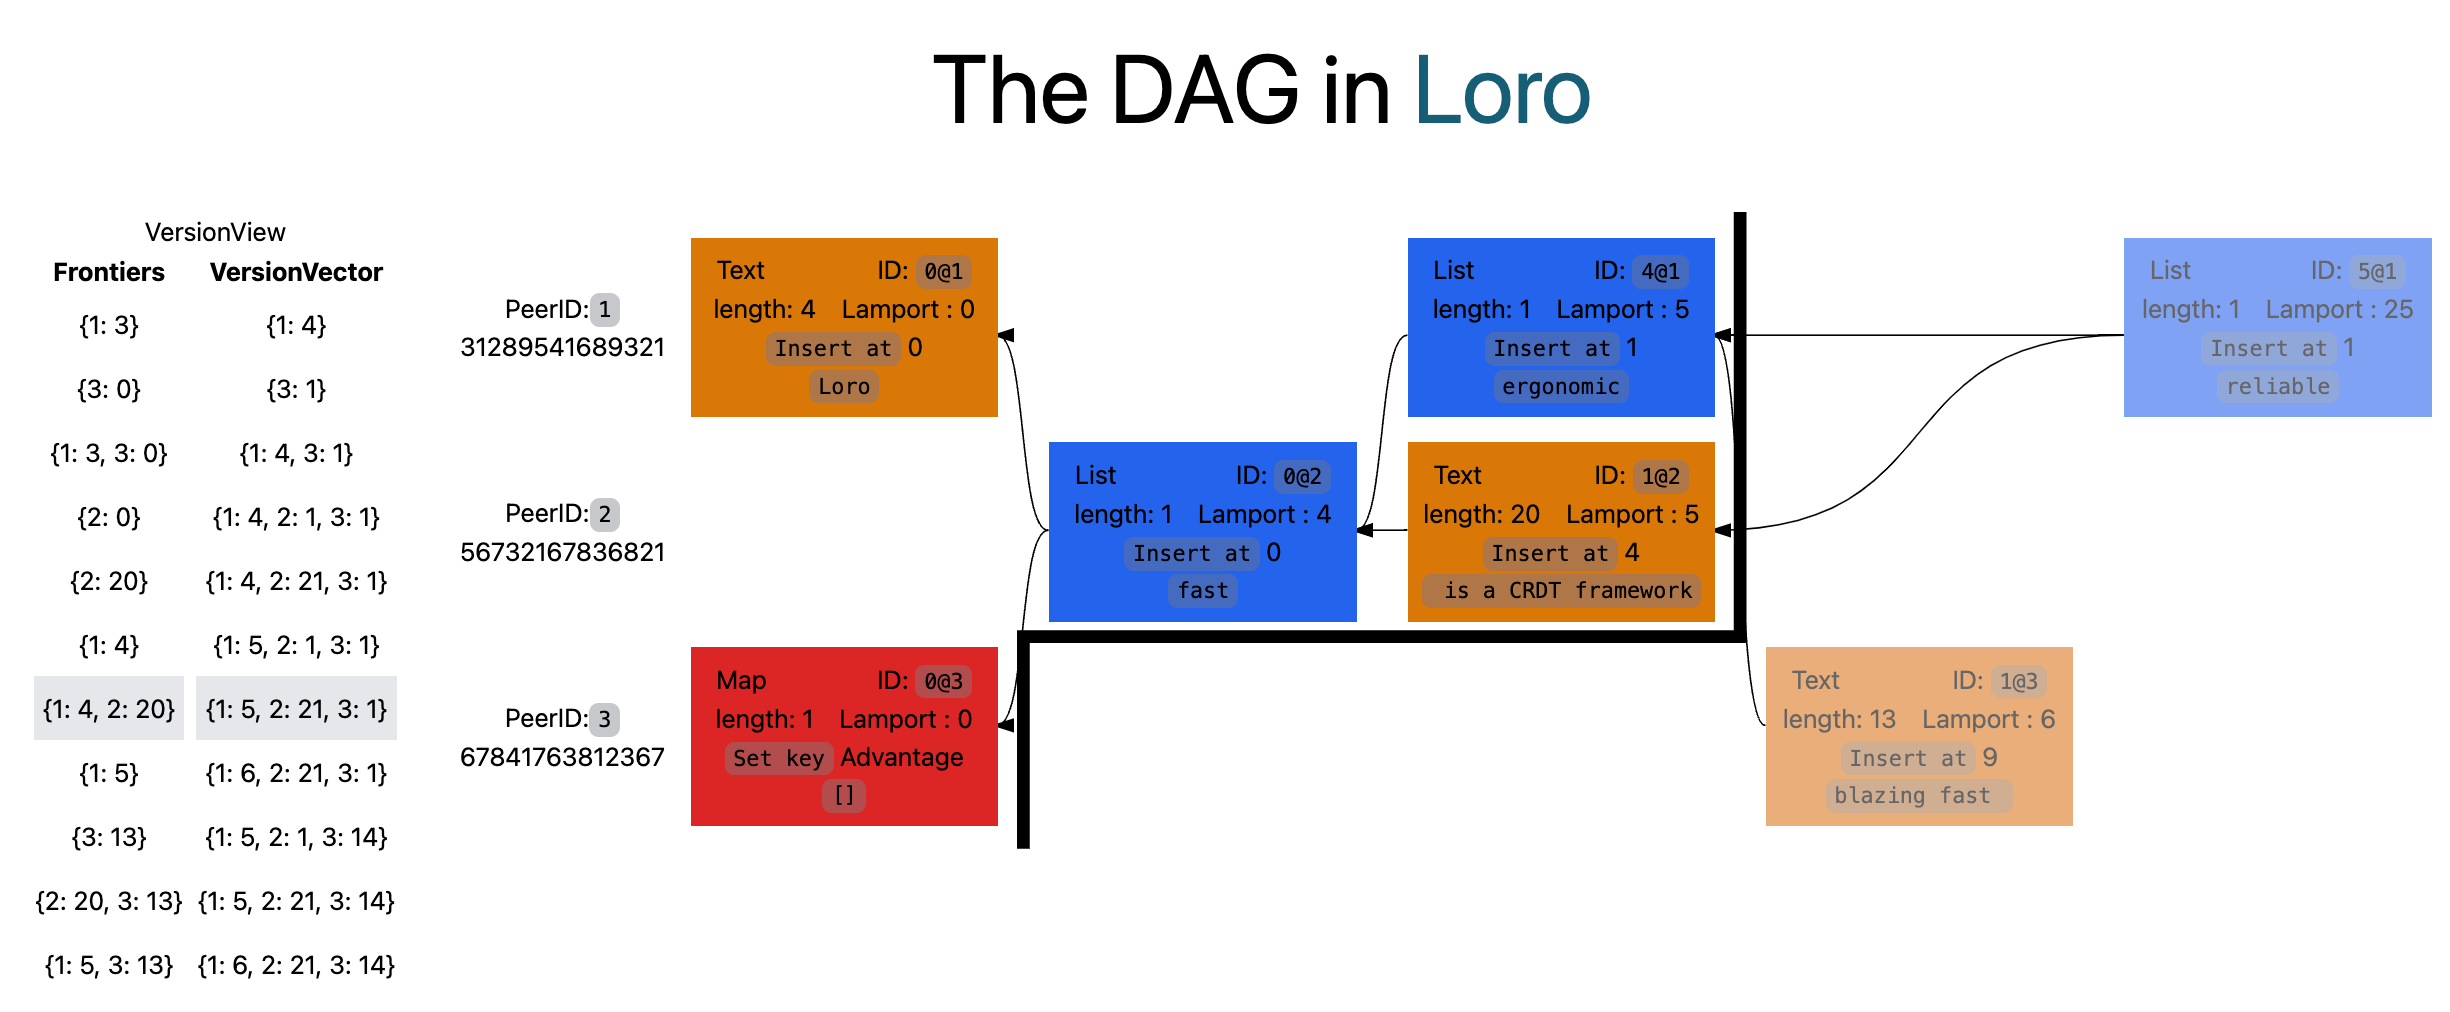 The DAG in Loro
VersionView
Frontiers VersionVector
{1: 3} {1: 4}
{3: 0} {3: 1}
{1: 3, 3: 0} {1: 4, 3: 1}
{2: 0} {1: 4, 2: 1, 3: 1}
{2: 20} {1: 4, 2: 21, 3: 1}
{1: 4} {1: 5, 2: 1, 3: 1}
{1: 4, 2: 20} {1: 5, 2: 21, 3: 1}
{1: 5} {1: 6, 2: 21, 3: 1}
{3: 13} {1: 5, 2: 1, 3: 14}
{2: 20, 3: 13} {1: 5, 2: 21, 3: 14}
{1: 5, 3: 13} {1: 6, 2: 21, 3: 14}
PeerID: 1
31289541689321
Text ID: 0@1
length: 4 Lamport : 0
Insert at 0
Loro
List ID: 4@1
length: 1 Lamport : 5
Insert at 1
ergonomic
List ID: 5@1
length: 1 Lamport : 25
Insert at 1
reliable
PeerID: 2
56732167836821
List ID: 0@2
length: 1 Lamport : 4
Insert at 0
fast
Text ID: 1@2
length: 20 Lamport : 5
Insert at 4
is a CRDT framework
PeerID: 3
67841763812367
Map ID: 0@3
length: 1 Lamport : 0
Set key Advantage
[]
Text ID: 1@3
length: 13 Lamport : 6
Insert at 9
blazing fast